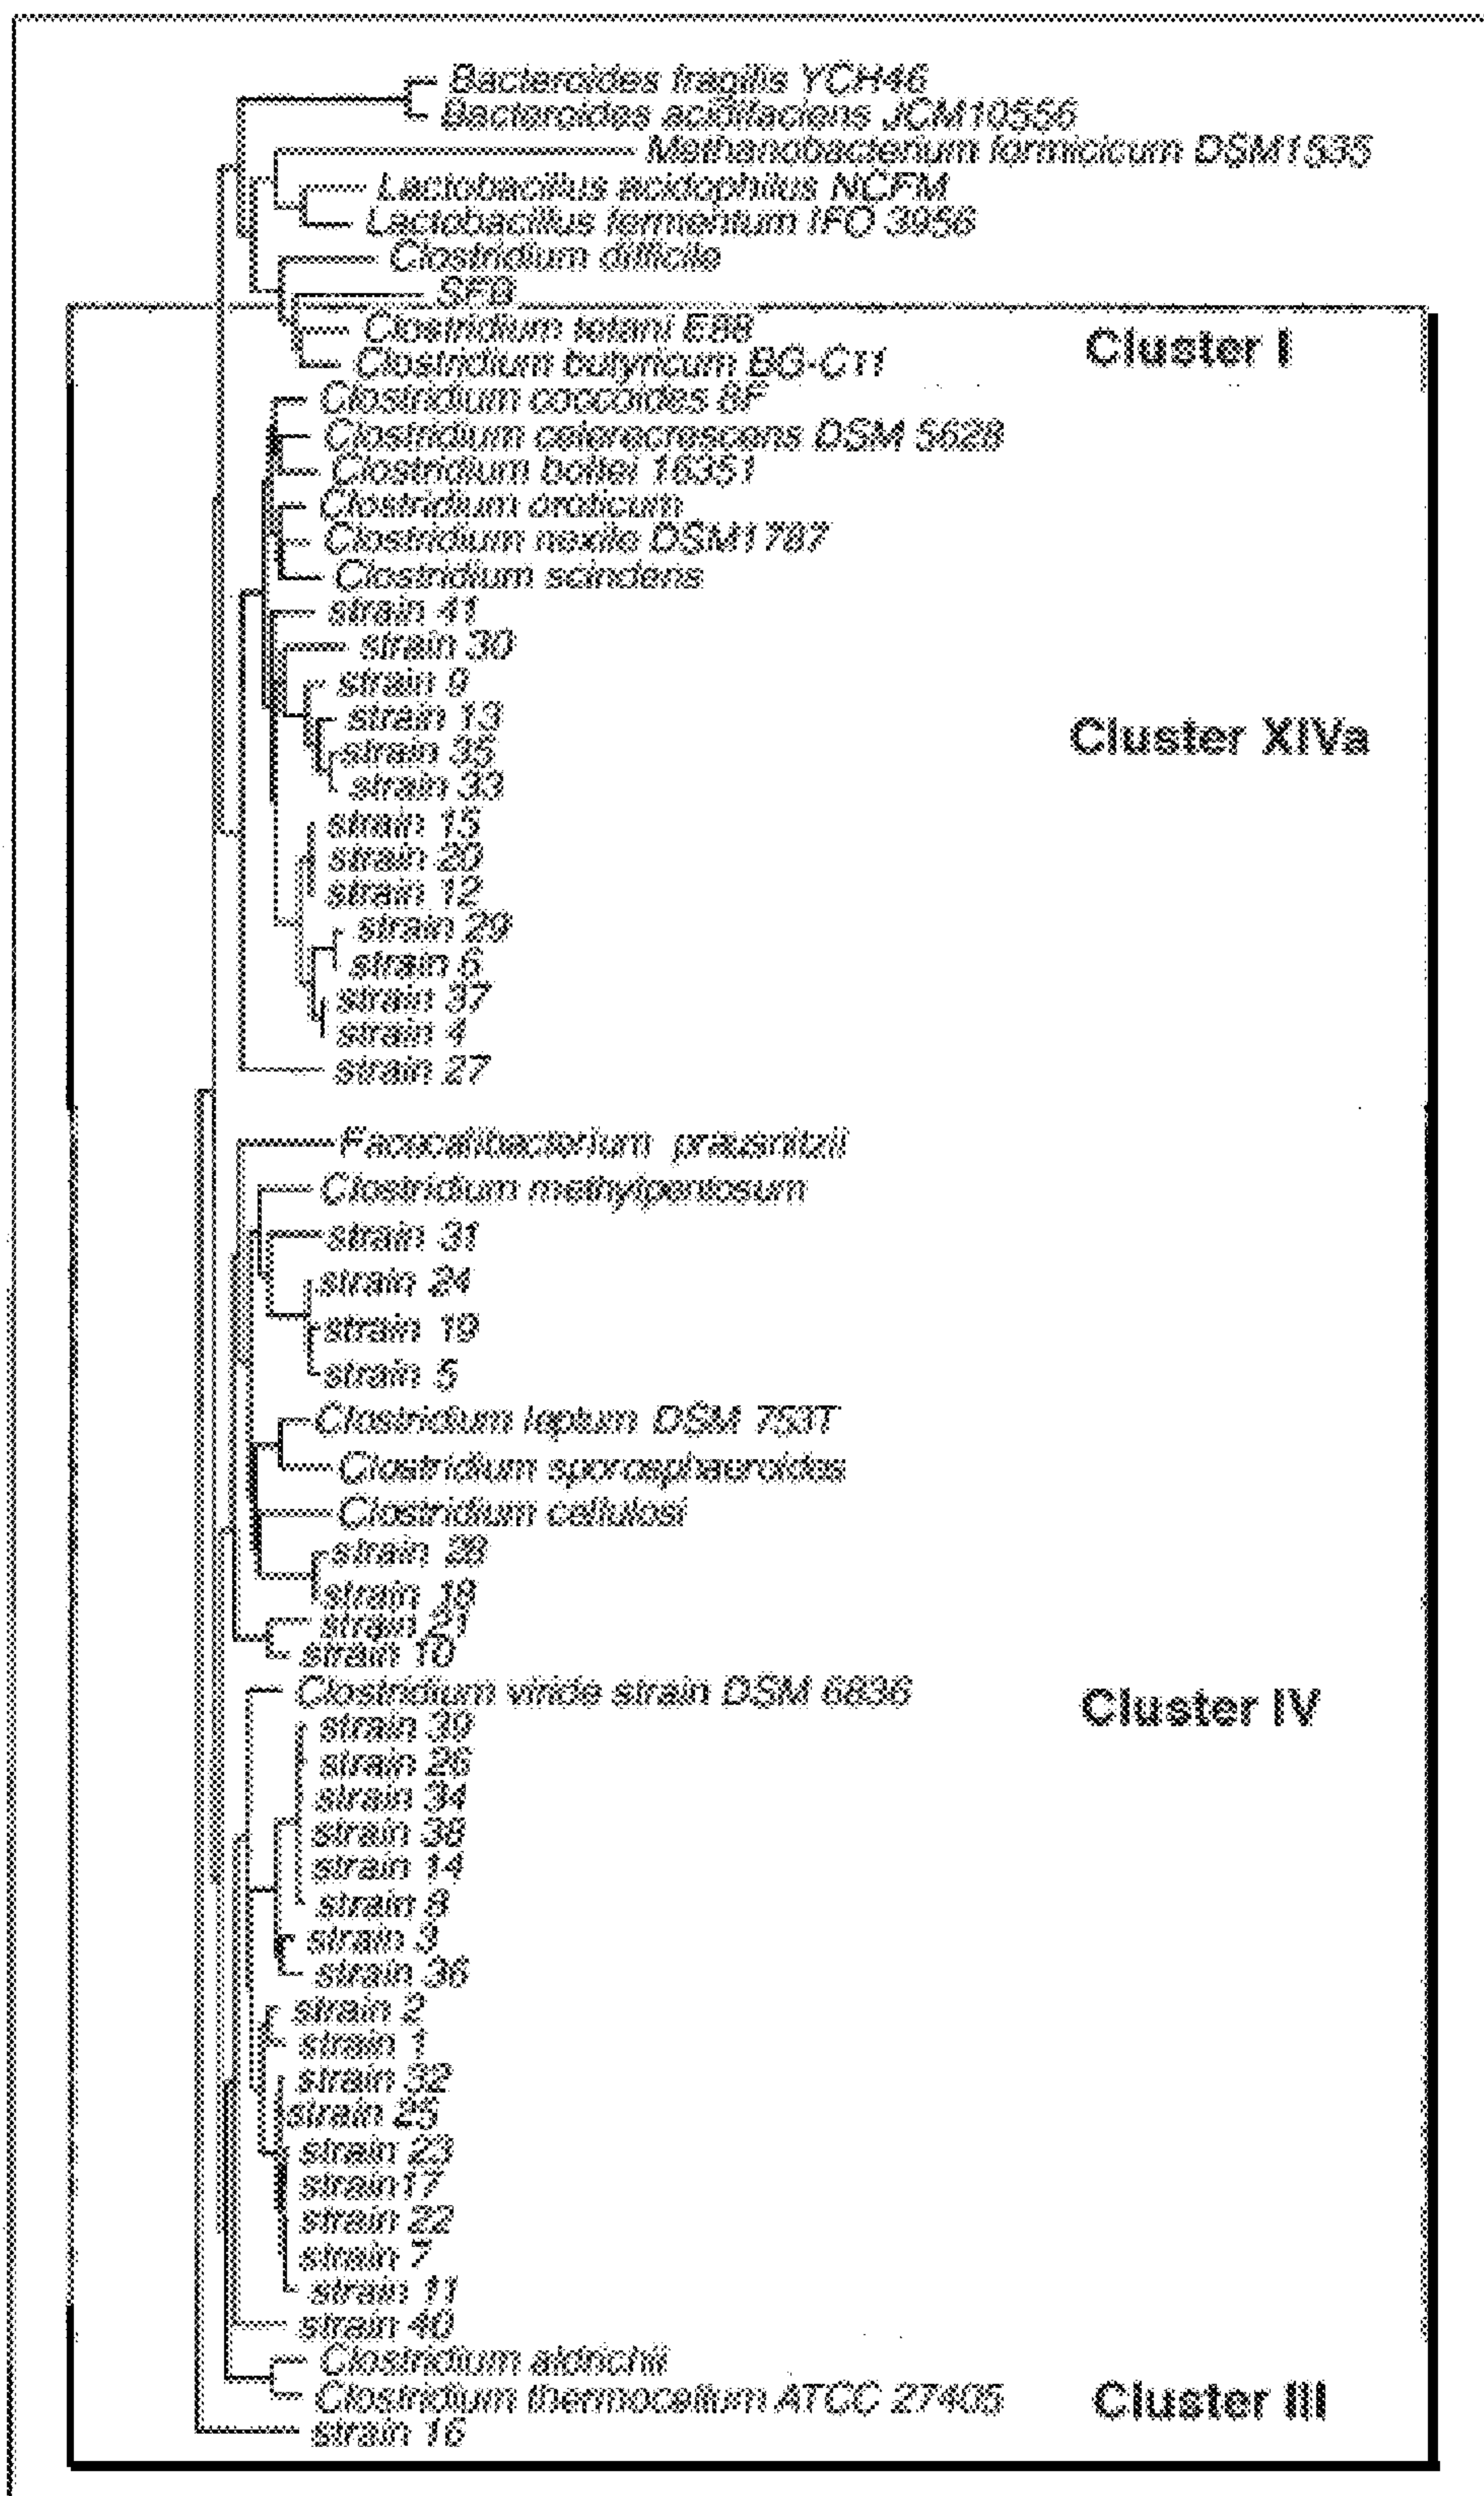 Bacteroides fragilis YCH46
Bacteroides acidifaciens JCM10556
Methanobacterium formicicum DSM1535
Lactobacillus acidophilus NCFM
Lactobacillus fermentum IFO 3956
Clostridium difficile
SFB
Clostridium tetani E88
Cluster I
Clostridium butyricum BG-C11
Clostridium coccoides 8F
Clostridium celerecrescens DSM 5628
Clostridium boltei 16351
Clostridium oroticum
Clostridium nexile DSM1787
Clostridium scindens
strain 41
strain 30
strain 9
strain 13
Cluster XIVa
strain 35
strain 33
strain 15
strain 20
strain 12
strain 29
strain 6
strain 37
strain 4
strain 27
Faecalibacterium prausnitzii
Clostridium methylpentosum
strain 31
strain 24
strain 19
strain 5
Clostridium leptum DSM 753T
Clostridium sporosphaeroides
Clostridium cellulosi
strain 28
strain 18
strain 21
strain 10
Clostridium viride strain DSM 6836
Cluster IV
strain 39
strain 26
strain 34
strain 38
strain 14
strain 8
strain 3
strain 36
strain 2
strain 1
strain 32
strain 25
strain 23
strain17
strain 22
strain 7
strain 11
strain 40
Clostridium aldrichii
Clostridium thermocellum ATCC 27405
Cluster III
strain 16